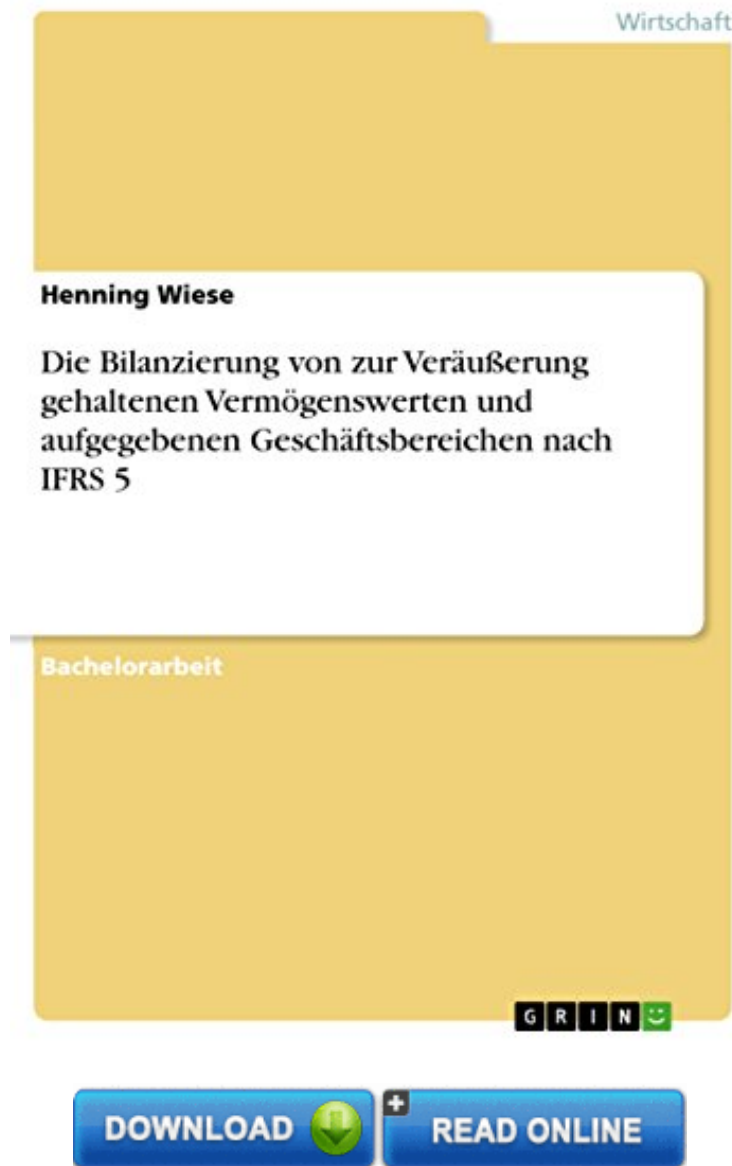 Wirtschaft
Henning Wiese
Die Bilanzierung von zur Veräußerung
gehaltenen Vermögenswerten und
aufgegebenen Geschäftsbereichen nach
IFRS 5
Bachelorarbeit
GRIN
DOWNLOAD
READ ONLINE